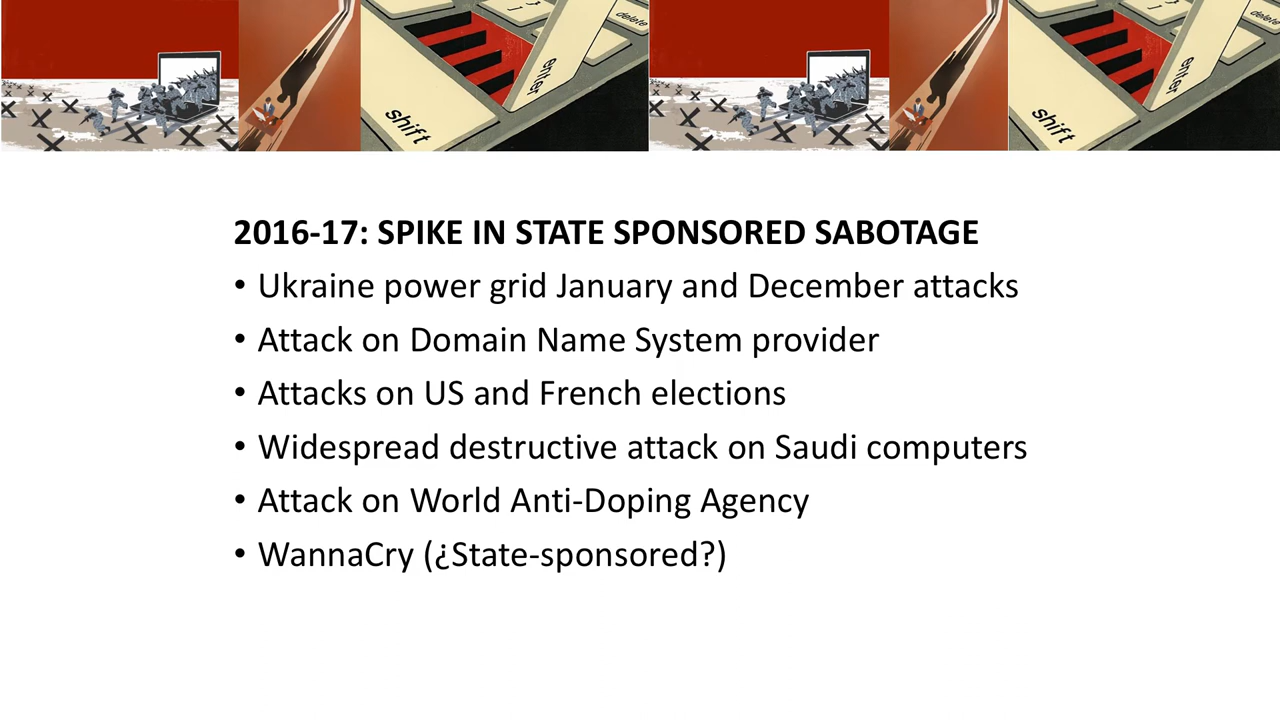 delete
enter
shift
delete
enter
shift
2016-17: SPIKE IN STATE SPONSORED SABOTAGE
• Ukraine power grid January and December attacks
• Attack on Domain Name System provider
• Attacks on US and French elections
• Widespread destructive attack on Saudi computers
• Attack on World Anti-Doping Agency
• WannaCry (¿State-sponsored?)